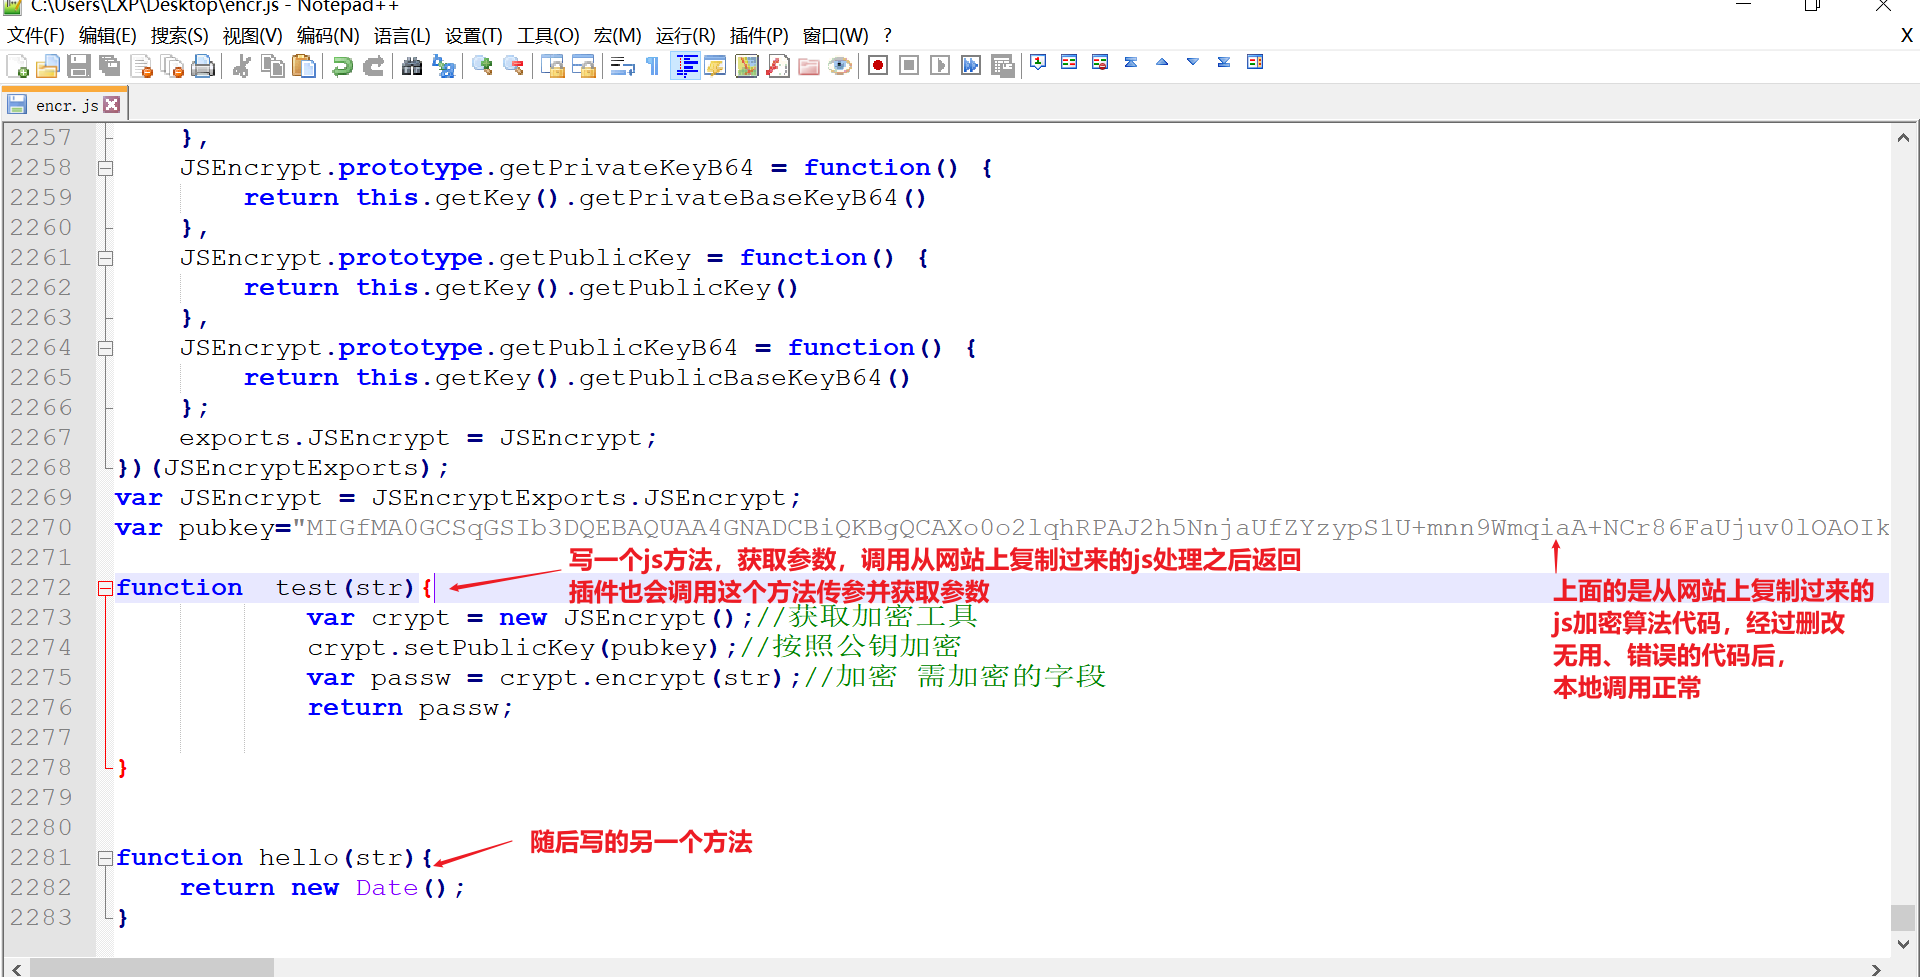 C:\Users\LXP\Desktop\encr.js - Notepad++
文件(F) 编辑(E) 搜索(S) 视图(V) 编码(N) 语言(L) 设置(T) 工具(O) 宏(M) 运行(R) 插件(P) 窗口(W) ? X
encr.js
2257 },
2258 JSEncrypt.prototype.getPrivateKeyB64 = function() {
2259 return this.getKey().getPrivateBaseKeyB64()
2260 },
2261 JSEncrypt.prototype.getPublicKey = function() {
2262 return this.getKey().getPublicKey()
2263 },
2264 JSEncrypt.prototype.getPublicKeyB64 = function() {
2265 return this.getKey().getPublicBaseKeyB64()
2266 };
2267 exports.JSEncrypt = JSEncrypt;
2268 })(JSEncryptExports);
2269 var JSEncrypt = JSEncryptExports.JSEncrypt;
2270 var pubkey="MIGfMA0GCSqGSIb3DQEBAQUAA4GNADCBiQKBgQCAXo0o2lqhRPAJ2h5NnjaUfZYzypS1U+mnn9WmqiaA+NCr86FaUjuv0lOAOIk
2271
写一个js方法，获取参数，调用从网站上复制过来的js处理之后返回
插件也会调用这个方法传参并获取参数
2272 function test(str){
上面的是从网站上复制过来的
js加密算法代码，经过删改
无用、错误的代码后，
本地调用正常
2273 var crypt = new JSEncrypt();//获取加密工具
2274 crypt.setPublicKey(pubkey);//按照公钥加密
2275 var passw = crypt.encrypt(str);//加密 需加密的字段
2276 return passw;
2277
2278 }
2279
2280
随后写的另一个方法
2281 function hello(str){
2282 return new Date();
2283 }